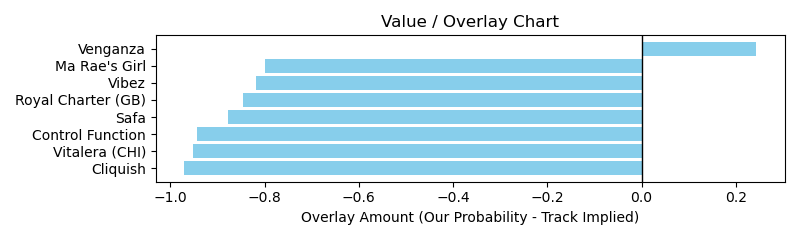 Value / Overlay Chart
Venganza
Ma Rae's Girl
Vibez
Royal Charter (GB)
Safa
Control Function
Vitalera (CHI)
Cliquish
−1.0 −0.8 −0.6 −0.4 −0.2 0.0 0.2
Overlay Amount (Our Probability - Track Implied)